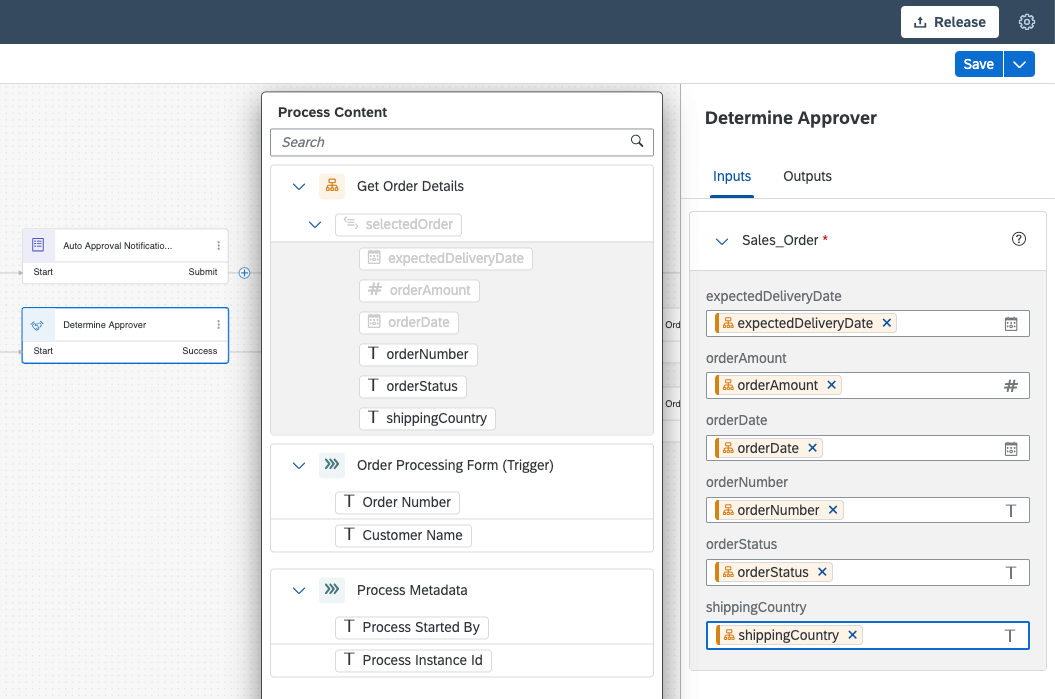 Release
Save
Process Content
Search
Get Order Details
selectedOrder
expectedDeliveryDate
# orderAmount
orderDate
T orderNumber
T orderStatus
T shippingCountry
Order Processing Form (Trigger)
T Order Number
T Customer Name
Process Metadata
T Process Started By
T Process Instance Id
Auto Approval Notificatio...
Start Submit
Determine Approver
Start Success
Ord
Ord
Determine Approver
Inputs Outputs
Sales_Order *
expectedDeliveryDate
expectedDeliveryDate
orderAmount
orderAmount #
orderDate
orderDate
orderNumber
orderNumber T
orderStatus
orderStatus T
shippingCountry
shippingCountry T